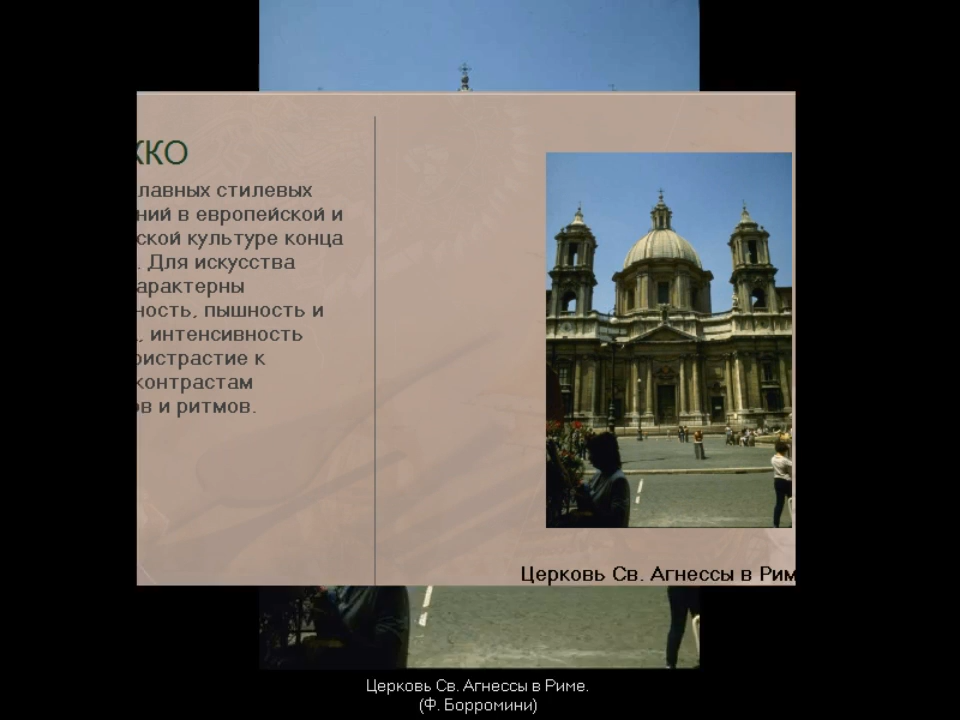 ККО
лавных стилевых
ний в европейской и
ской культуре конца
. Для искусства
арактерны
ность, пышность и
, интенсивность
ристрастие к
контрастам
ов и ритмов.
Церковь Св. Агнессы в Рим
Церковь Св. Агнессы в Риме.
(Ф. Борромини)